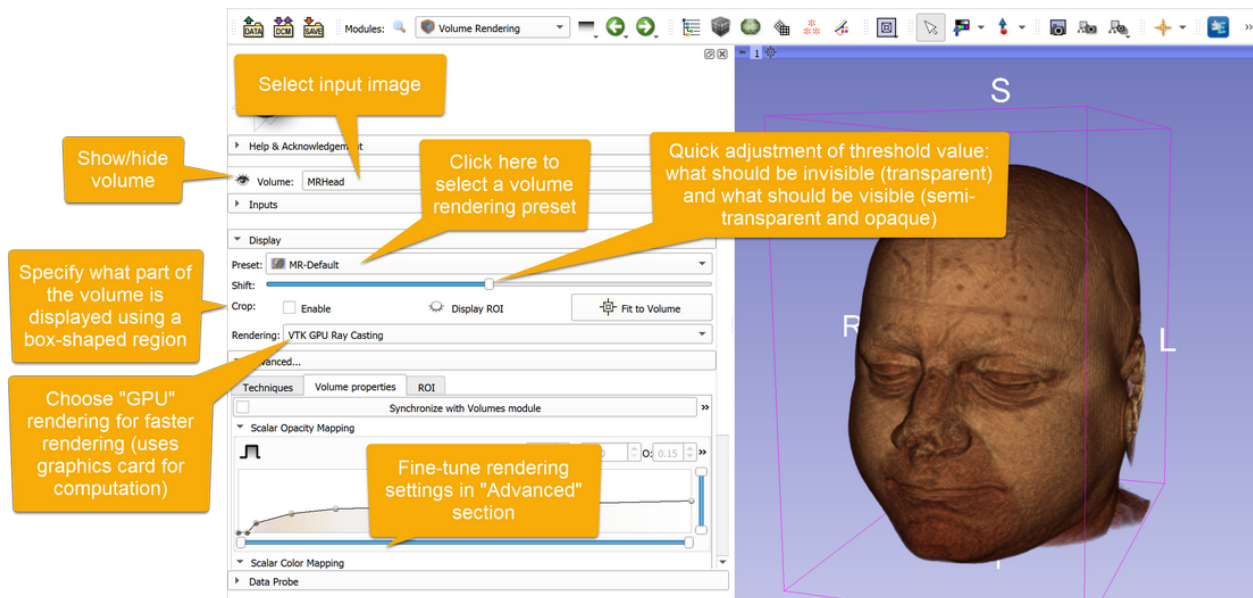 DATA DCM SAVE Modules: Volume Rendering
1
S
Select input image
Help & Acknowledgement
Show/hide
volume
Click here to
select a volume
rendering preset
Quick adjustment of threshold value:
what should be invisible (transparent)
and what should be visible (semi-
transparent and opaque)
Volume: MRHead
Inputs
Display
Preset: MR-Default
Shift:
Crop: Enable Display ROI Fit to Volume
Rendering: VTK GPU Ray Casting
Specify what part of
the volume is
displayed using a
box-shaped region
R
L
Techniques Volume properties ROI
Synchronize with Volumes module
Scalar Opacity Mapping
O: 0.15
Choose "GPU"
rendering for faster
rendering (uses
graphics card for
computation)
Fine-tune rendering
settings in "Advanced"
section
Scalar Color Mapping
Data Probe